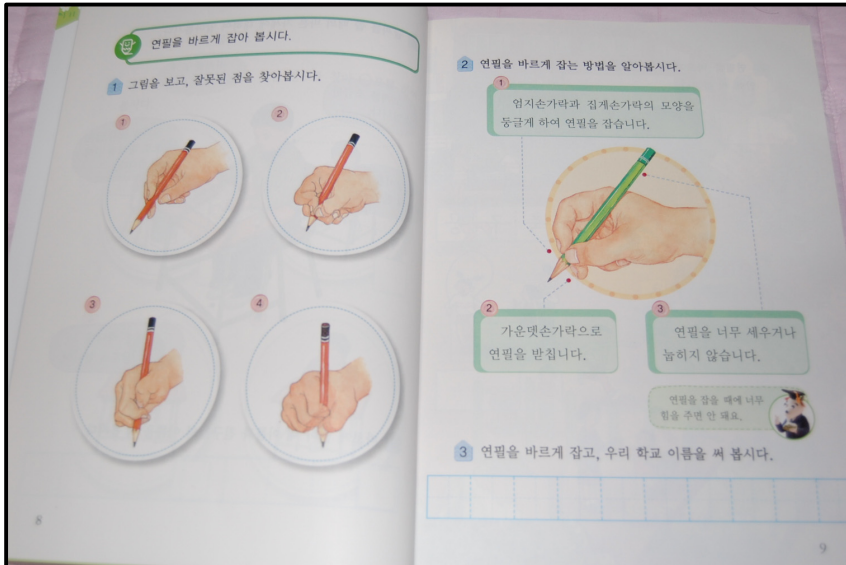 연필을 바르게 잡아 봅시다.
1 그림을 보고, 잘못된 점을 찾아봅시다.
1
2
3
4
8
2 연필을 바르게 잡는 방법을 알아봅시다.
1
엄지손가락과 집게손가락의 모양을
둥글게 하여 연필을 잡습니다.
2
가운뎃손가락으로
연필을 받칩니다.
3
연필을 너무 세우거나
눕히지 않습니다.
연필을 잡을 때에 너무
힘을 주면 안 돼요.
3 연필을 바르게 잡고, 우리 학교 이름을 써 봅시다.
9